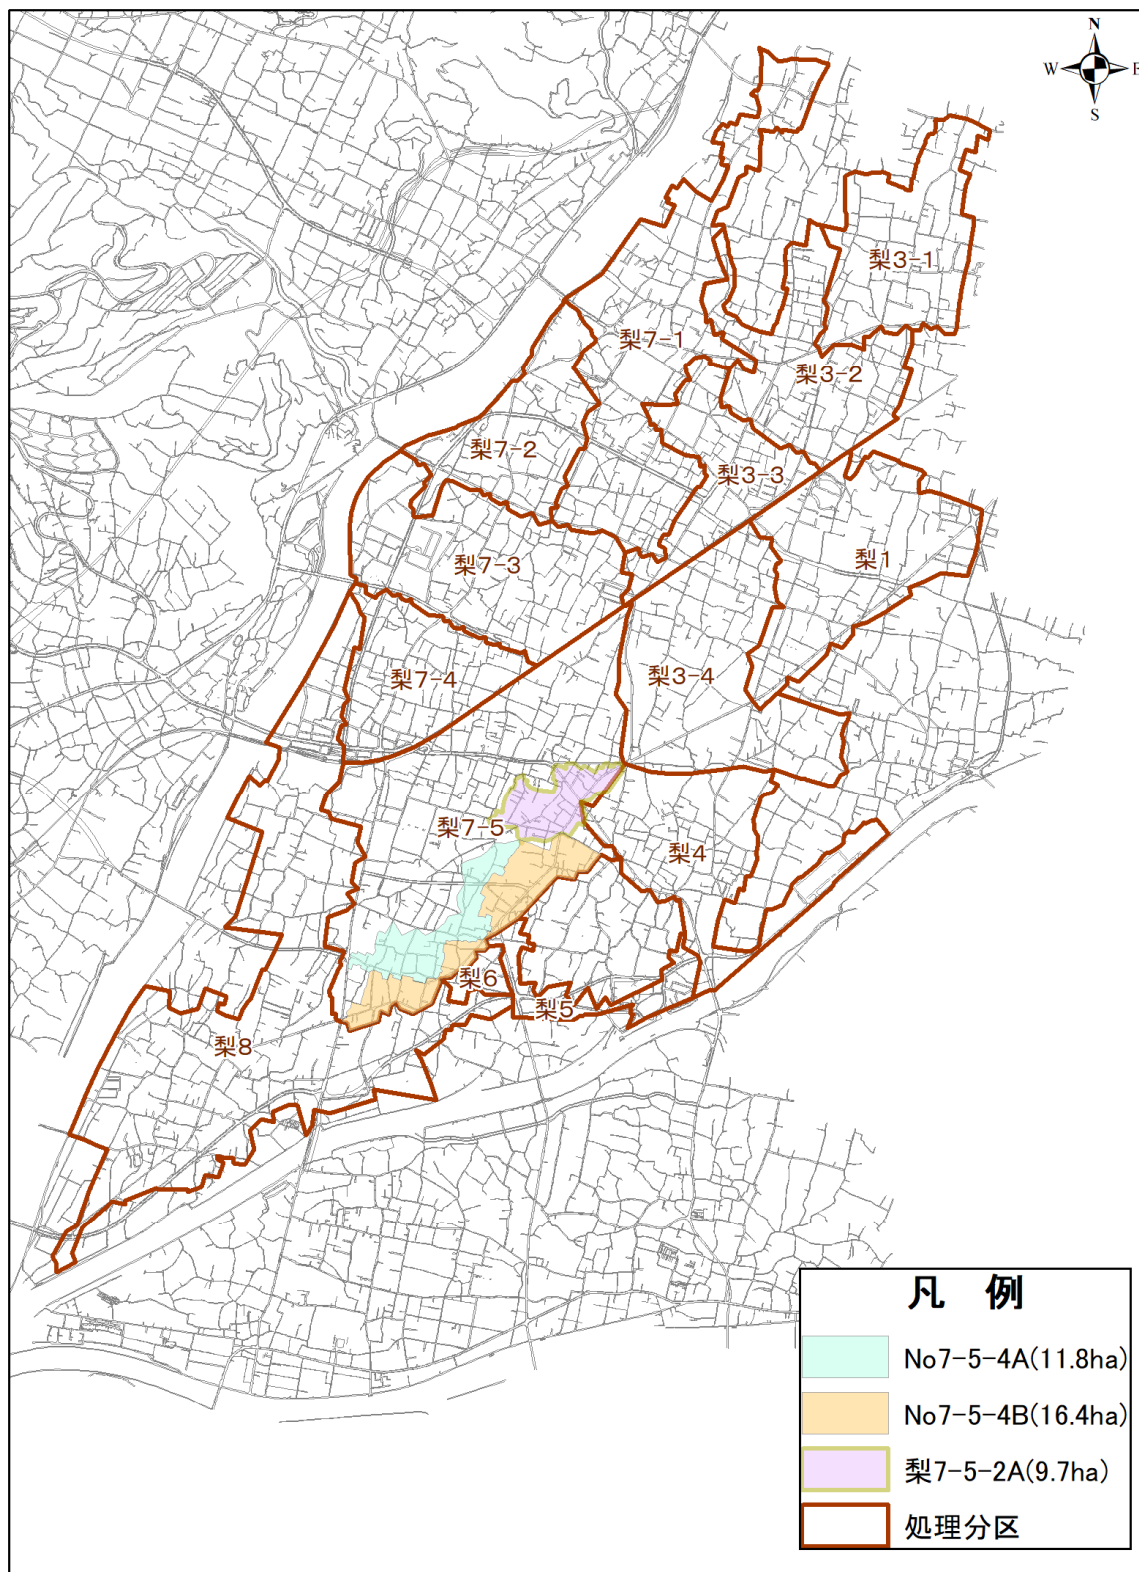 N
W
E
S
梨3-1
梨7-1
梨3-2
梨7-2
梨3-3
梨1
梨7-3
梨3-4
梨7-4
梨7-5
梨4
梨6
梨5
梨8
凡 例
No7-5-4A(11.8ha)
No7-5-4B(16.4ha)
梨7-5-2A(9.7ha)
処理分区